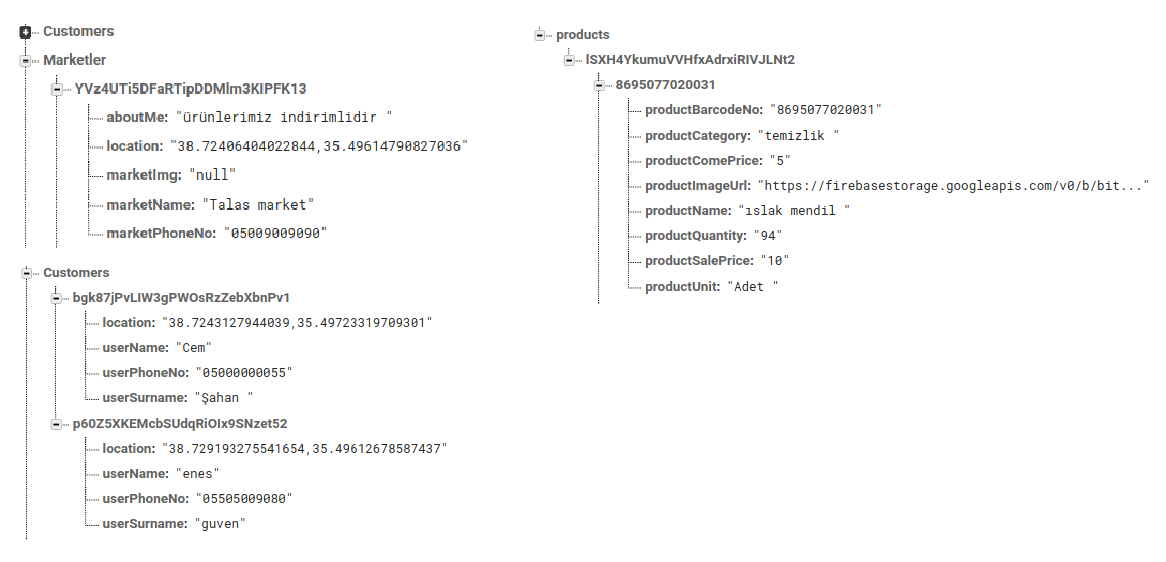 Customers
Marketler
YVz4UTi5DFaRTipDDMlm3KlPFK13
aboutMe: "ürünlerimiz indirimlidir "
location: "38.72406404022844,35.49614790827036"
marketImg: "null"
marketName: "Talas market"
marketPhoneNo: "05009009090"
Customers
bgk87jPvLIW3gPWOsRzZebXbnPv1
location: "38.7243127944039,35.49723319709301"
userName: "Cem"
userPhoneNo: "05000000055"
userSurname: "Şahan "
p60Z5XKEMcbSUdqRiOIx9SNzet52
location: "38.729193275541654,35.49612678587437"
userName: "enes"
userPhoneNo: "05505009080"
userSurname: "guven"
products
lSXH4YkumuVVHfxAdrxiRIVJLNt2
8695077020031
productBarcodeNo: "8695077020031"
productCategory: "temizlik "
productComePrice: "5"
productImageUrl: "https://firebasestorage.googleapis.com/v0/b/bit..."
productName: "ıslak mendil "
productQuantity: "94"
productSalePrice: "10"
productUnit: "Adet "